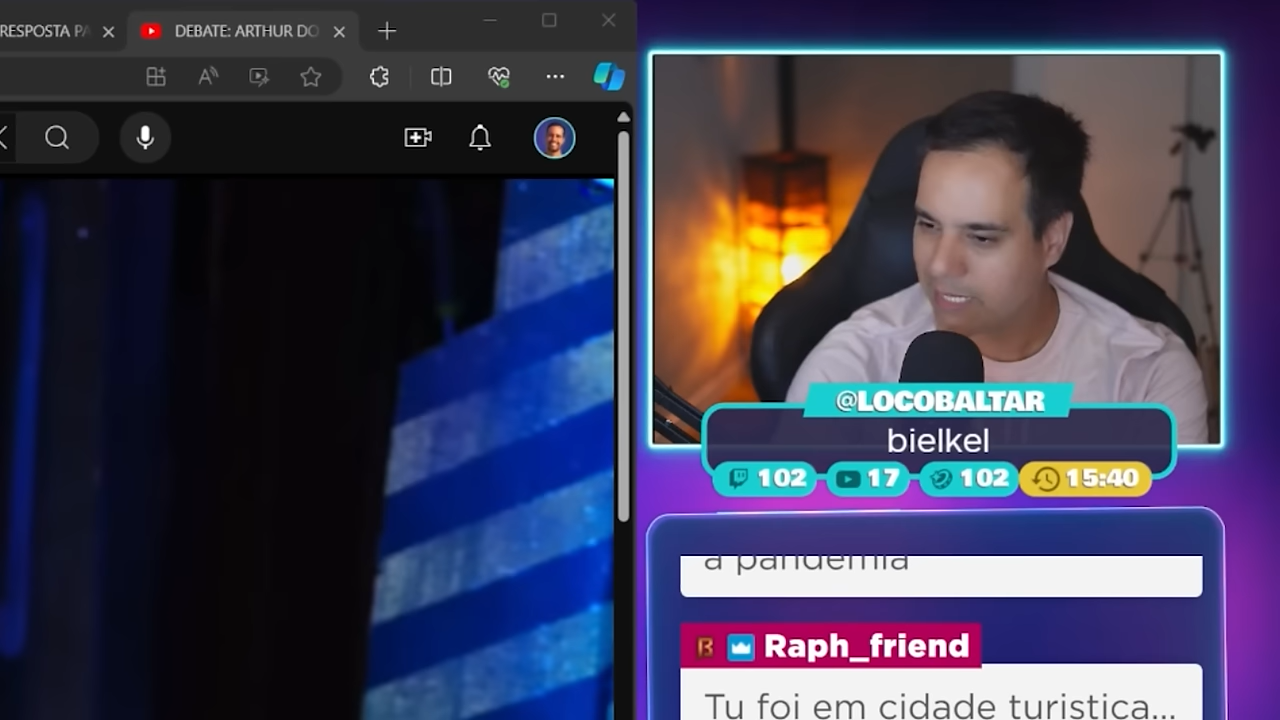 RESPOSTA PA
DEBATE: ARTHUR DO
@LOCOBALTAR
bielkel
102
17
102
15:40
a pandemia
Raph_friend
Tu foi em cidade turistica...